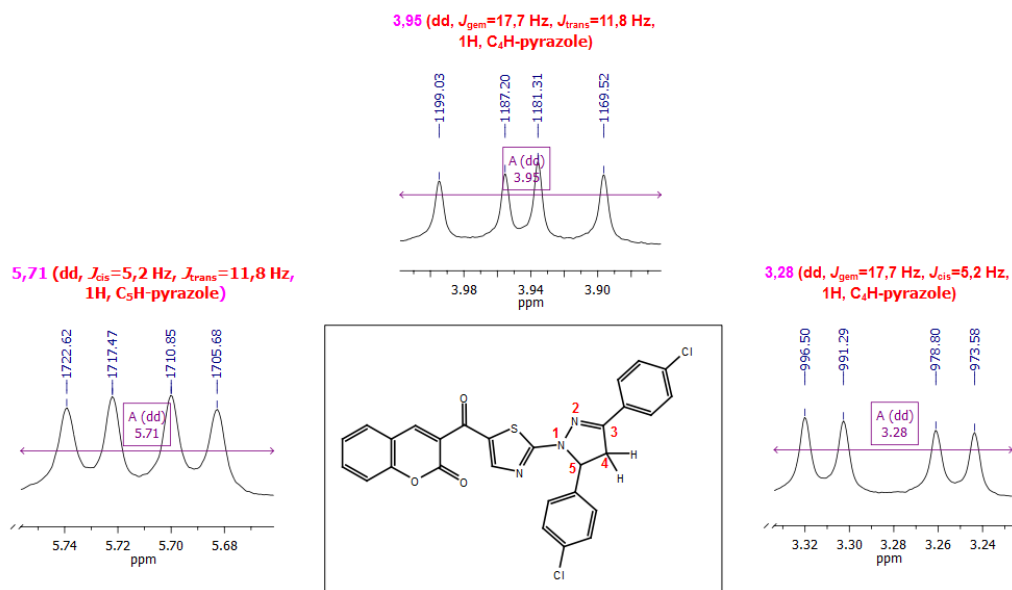 3,95 (dd, Jgem=17,7 Hz, Jtrans=11,8 Hz,
1H, C₄H-pyrazole)
1199.03
1187.20
1181.31
1169.52
A (dd)
3.95
3.98 3.94 3.90
ppm
5,71 (dd, Jcis=5,2 Hz, Jtrans=11,8 Hz,
1H, C₅H-pyrazole)
1722.62
1717.47
1710.85
1705.68
A (dd)
5.71
5.74 5.72 5.70 5.68
ppm
3,28 (dd, Jgem=17,7 Hz, Jcis=5,2 Hz,
1H, C₄H-pyrazole)
996.50
991.29
978.80
973.58
A (dd)
3.28
3.32 3.30 3.28 3.26 3.24
ppm
Cl
O
S
N
2
1
N
3
5
4
H
H
N
O
O
Cl